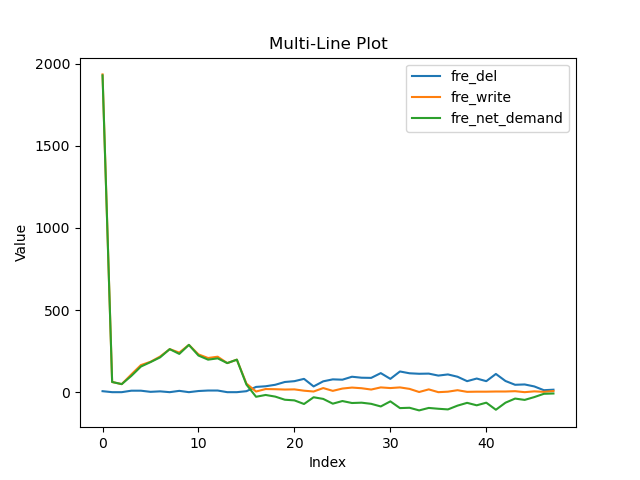 Multi-Line Plot
fre_del
fre_write
fre_net_demand
2000
1500
1000
500
0
Value
0 10 20 30 40
Index